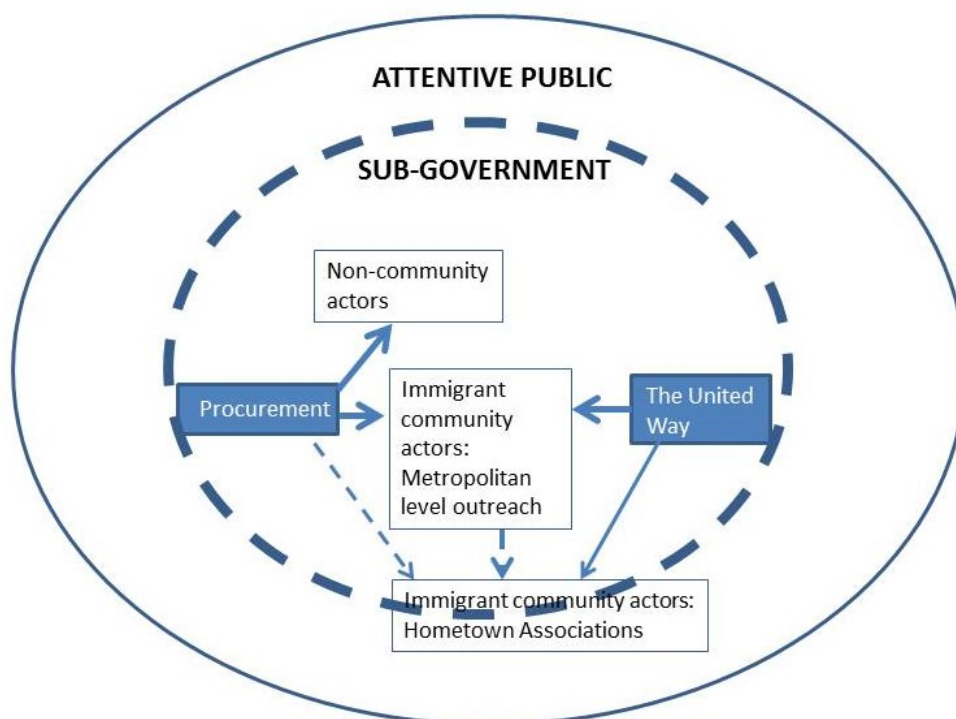 ATTENTIVE PUBLIC
SUB-GOVERNMENT
Non-community
actors
Procurement
Immigrant
community
actors:
Metropolitan
level outreach
The United
Way
Immigrant community actors:
Hometown Associations